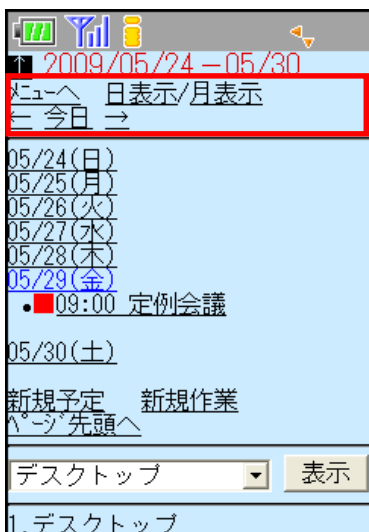 ↑ 2009/05/24－05/30
ﾒﾆｭｰへ 日表示/月表示
← 今日 →
05/24(日)
05/25(月)
05/26(火)
05/27(水)
05/28(木)
05/29(金)
•■09:00 定例会議
05/30(土)
新規予定 新規作業
ﾍﾟｰｼﾞ先頭へ
デスクトップ 表示
1.デスクトップ